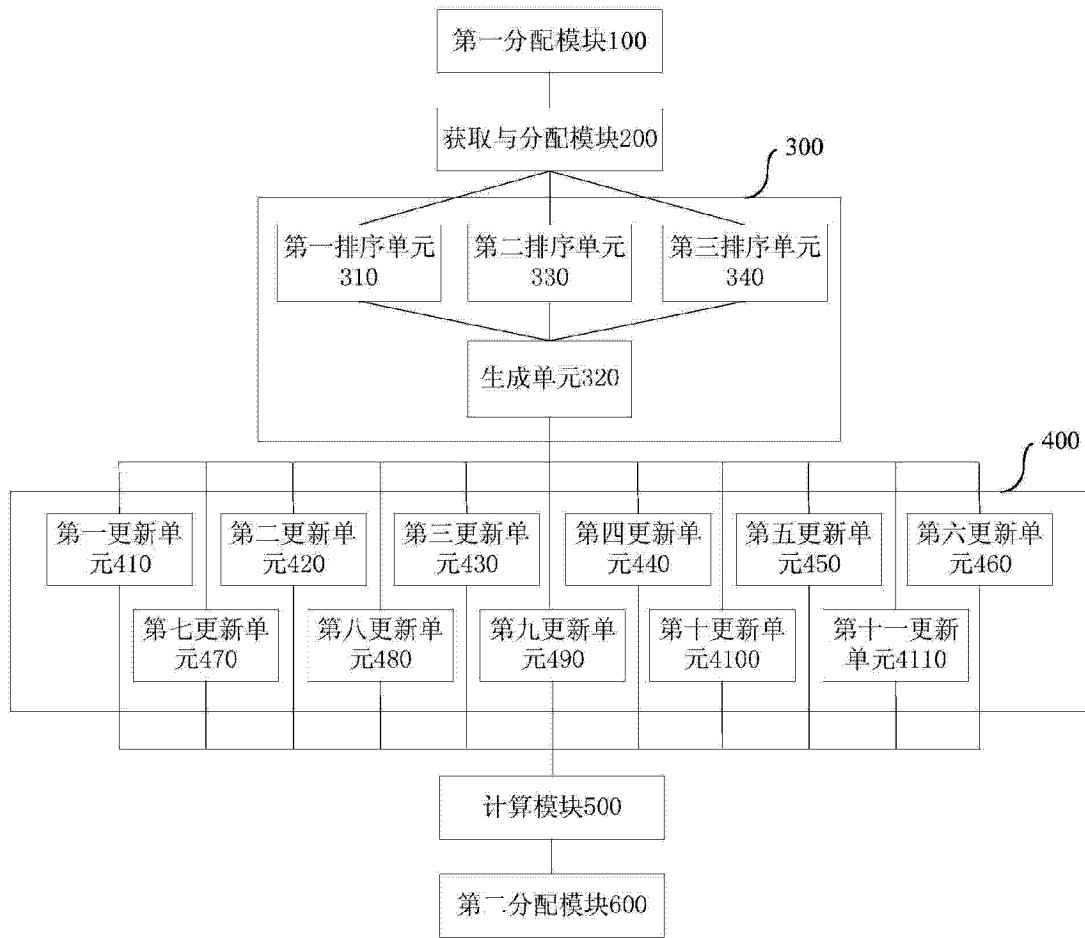 第一分配模块100
获取与分配模块200
300
第一排序单元
310
第二排序单元
330
第三排序单元
340
生成单元320
400
第一更新单
元410
第二更新单
元420
第三更新单
元430
第四更新单
元440
第五更新单
元450
第六更新单
元460
第七更新单
元470
第八更新单
元480
第九更新单
元490
第十更新单
元4100
第十一更新
单元4110
计算模块500
第二分配模块600